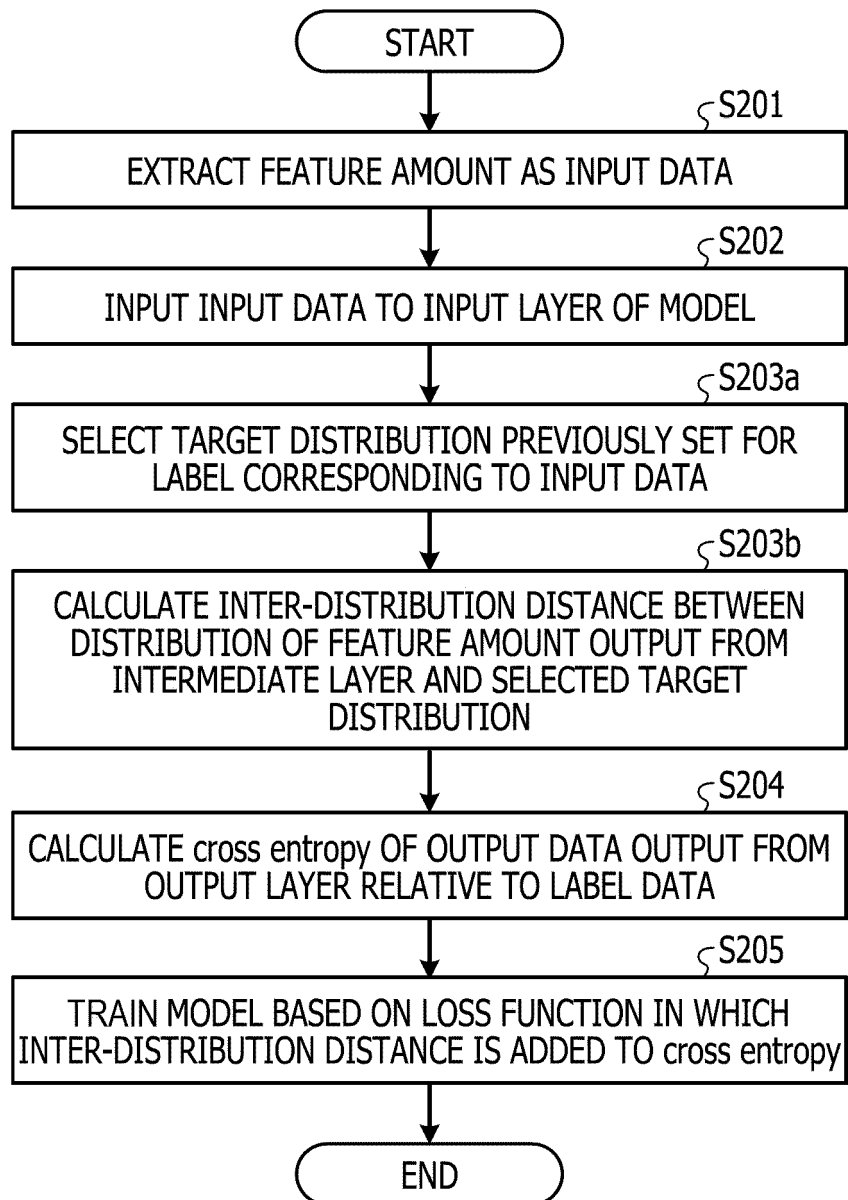 START
S201
EXTRACT FEATURE AMOUNT AS INPUT DATA
S202
INPUT INPUT DATA TO INPUT LAYER OF MODEL
S203a
SELECT TARGET DISTRIBUTION PREVIOUSLY SET FOR
LABEL CORRESPONDING TO INPUT DATA
S203b
CALCULATE INTER-DISTRIBUTION DISTANCE BETWEEN
DISTRIBUTION OF FEATURE AMOUNT OUTPUT FROM
INTERMEDIATE LAYER AND SELECTED TARGET
DISTRIBUTION
S204
CALCULATE cross entropy OF OUTPUT DATA OUTPUT FROM
OUTPUT LAYER RELATIVE TO LABEL DATA
S205
TRAIN MODEL BASED ON LOSS FUNCTION IN WHICH
INTER-DISTRIBUTION DISTANCE IS ADDED TO cross entropy
END